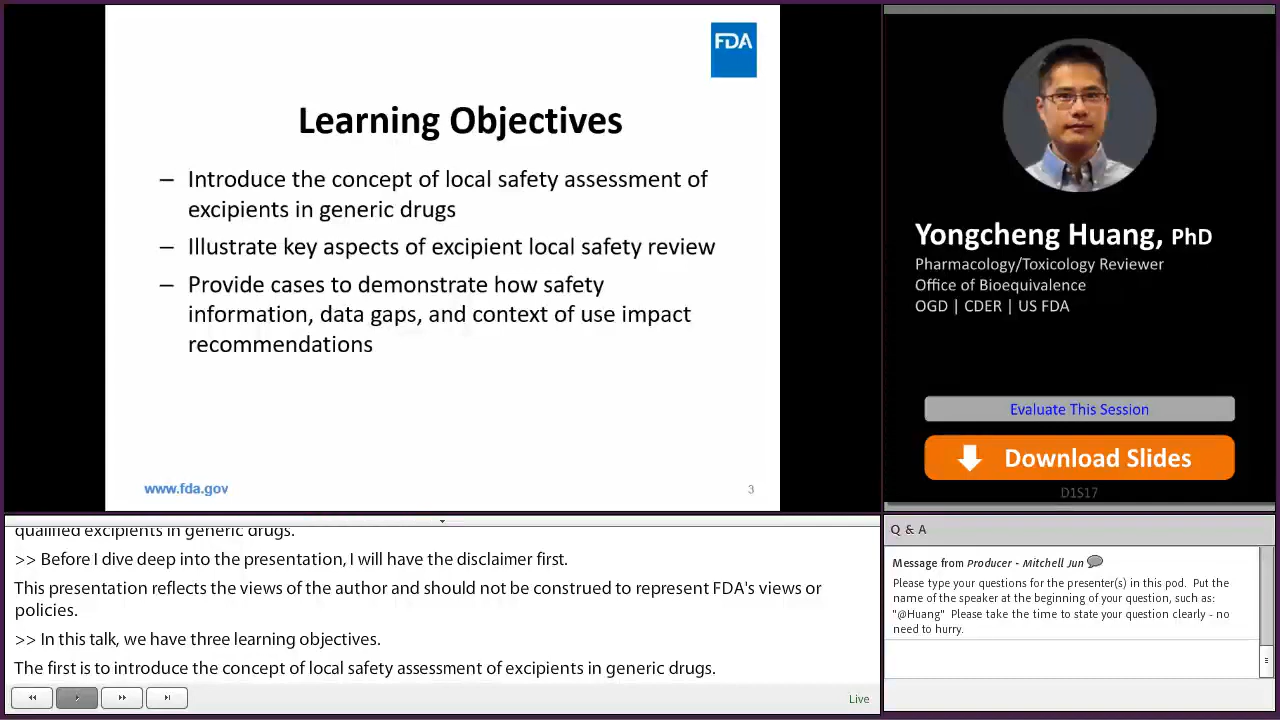 FDA
Learning Objectives
– Introduce the concept of local safety assessment of
excipients in generic drugs
– Illustrate key aspects of excipient local safety review
– Provide cases to demonstrate how safety
information, data gaps, and context of use impact
recommendations
www.fda.gov
3
Yongcheng Huang, PhD
Pharmacology/Toxicology Reviewer
Office of Bioequivalence
OGD | CDER | US FDA
Evaluate This Session
Download Slides
D1S17
qualified excipients in generic drugs.
>> Before I dive deep into the presentation, I will have the disclaimer first.
This presentation reflects the views of the author and should not be construed to represent FDA's views or
policies.
>> In this talk, we have three learning objectives.
The first is to introduce the concept of local safety assessment of excipients in generic drugs.
Live
Q & A
Message from Producer - Mitchell Jun
Please type your questions for the presenter(s) in this pod. Put the
name of the speaker at the beginning of your question, such as:
"@Huang" Please take the time to state your question clearly - no
need to hurry.